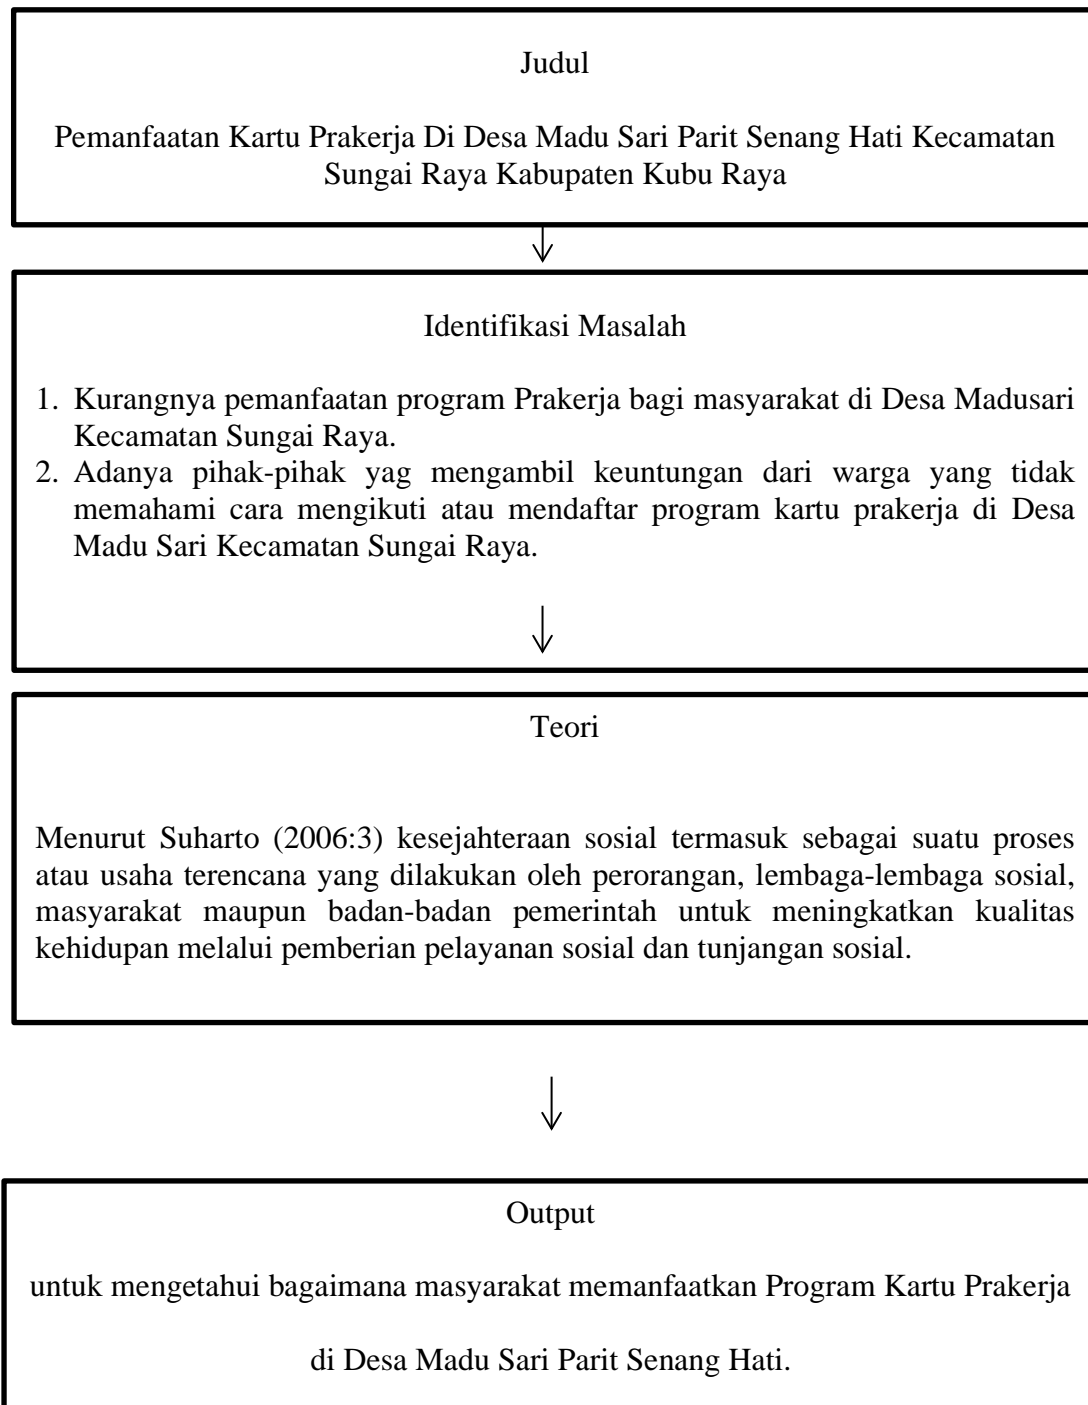 Judul
Pemanfaatan Kartu Prakerja Di Desa Madu Sari Parit Senang Hati Kecamatan
Sungai Raya Kabupaten Kubu Raya
Identifikasi Masalah
1. Kurangnya pemanfaatan program Prakerja bagi masyarakat di Desa Madusari
Kecamatan Sungai Raya.
2. Adanya pihak-pihak yag mengambil keuntungan dari warga yang tidak
memahami cara mengikuti atau mendaftar program kartu prakerja di Desa
Madu Sari Kecamatan Sungai Raya.
Teori
Menurut Suharto (2006:3) kesejahteraan sosial termasuk sebagai suatu proses
atau usaha terencana yang dilakukan oleh perorangan, lembaga-lembaga sosial,
masyarakat maupun badan-badan pemerintah untuk meningkatkan kualitas
kehidupan melalui pemberian pelayanan sosial dan tunjangan sosial.
Output
untuk mengetahui bagaimana masyarakat memanfaatkan Program Kartu Prakerja
di Desa Madu Sari Parit Senang Hati.